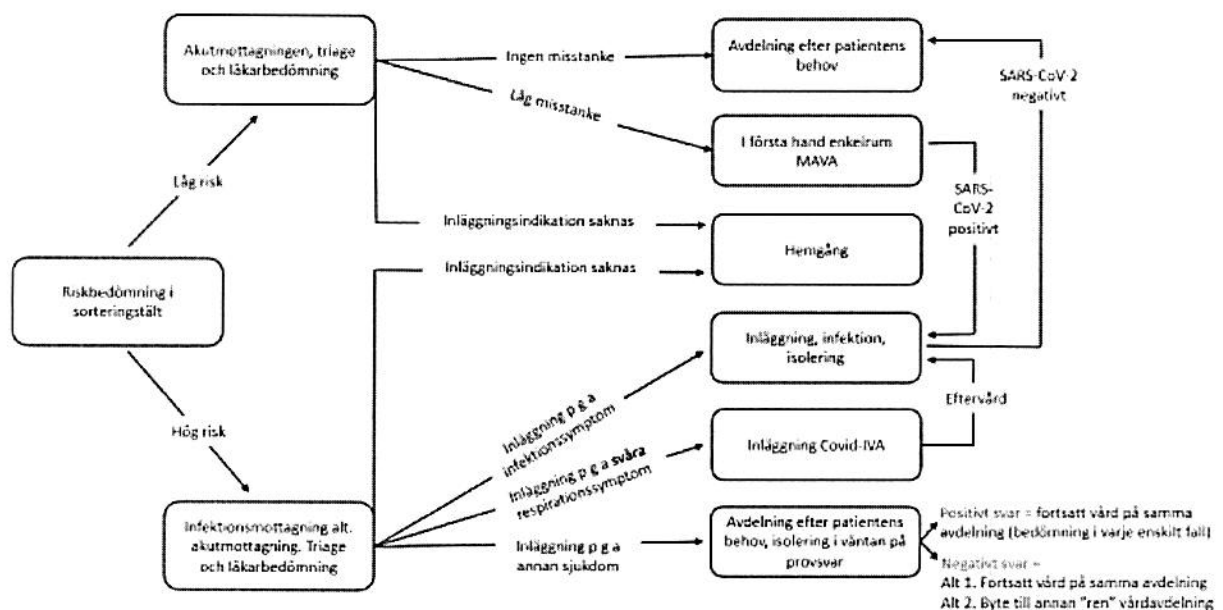 Akutmottagningen, triage
och läkarbedömning
Ingen misstanke
Avdelning efter patientens
behov
SARS-CoV-2
negativt
Låg misstanke
I första hand enkelrum
MAVA
Låg risk
SARS-
CoV-2
positivt
Inläggningsindikation saknas
Hemgång
Inläggningsindikation saknas
Riskbedömning i
sorteringstält
Inläggning, infektion,
isolering
Eftervård
Hög risk
Inläggning p g a
infektionssymptom
Inläggning Covid-IVA
Inläggning p g a svåra
respirationssymptom
Infektionsmottagning alt.
akutmottagning. Triage
och läkarbedömning
Inläggning p g a
annan sjukdom
Avdelning efter patientens
behov, isolering i väntan på
provsvar
Positivt svar = fortsatt vård på samma
avdelning (bedömning i varje enskilt fall)
Negativt svar =
Alt 1. Fortsatt vård på samma avdelning
Alt 2. Byte till annan "ren" vårdavdelning